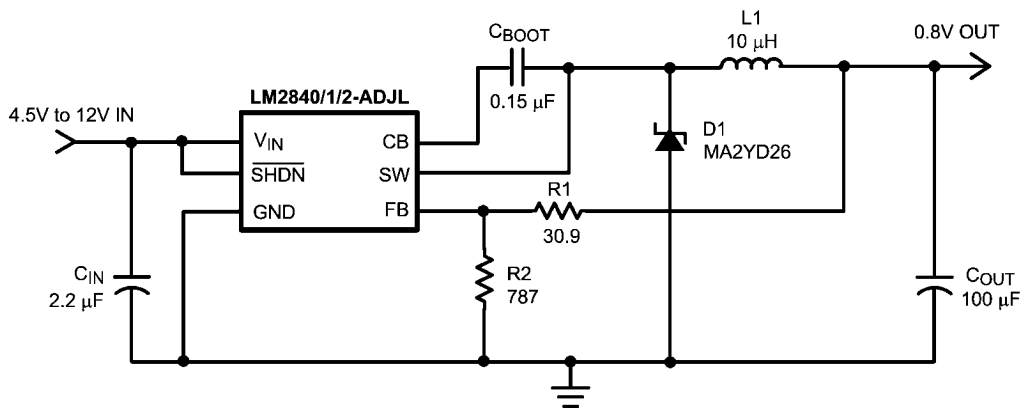 L1
10 μH
0.8V OUT
CBOOT
0.15 μF
LM2840/1/2-ADJL
4.5V to 12V IN
VIN
CB
SHDN
SW
GND
FB
D1
MA2YD26
R1
30.9
R2
787
CIN
2.2 μF
COUT
100 μF